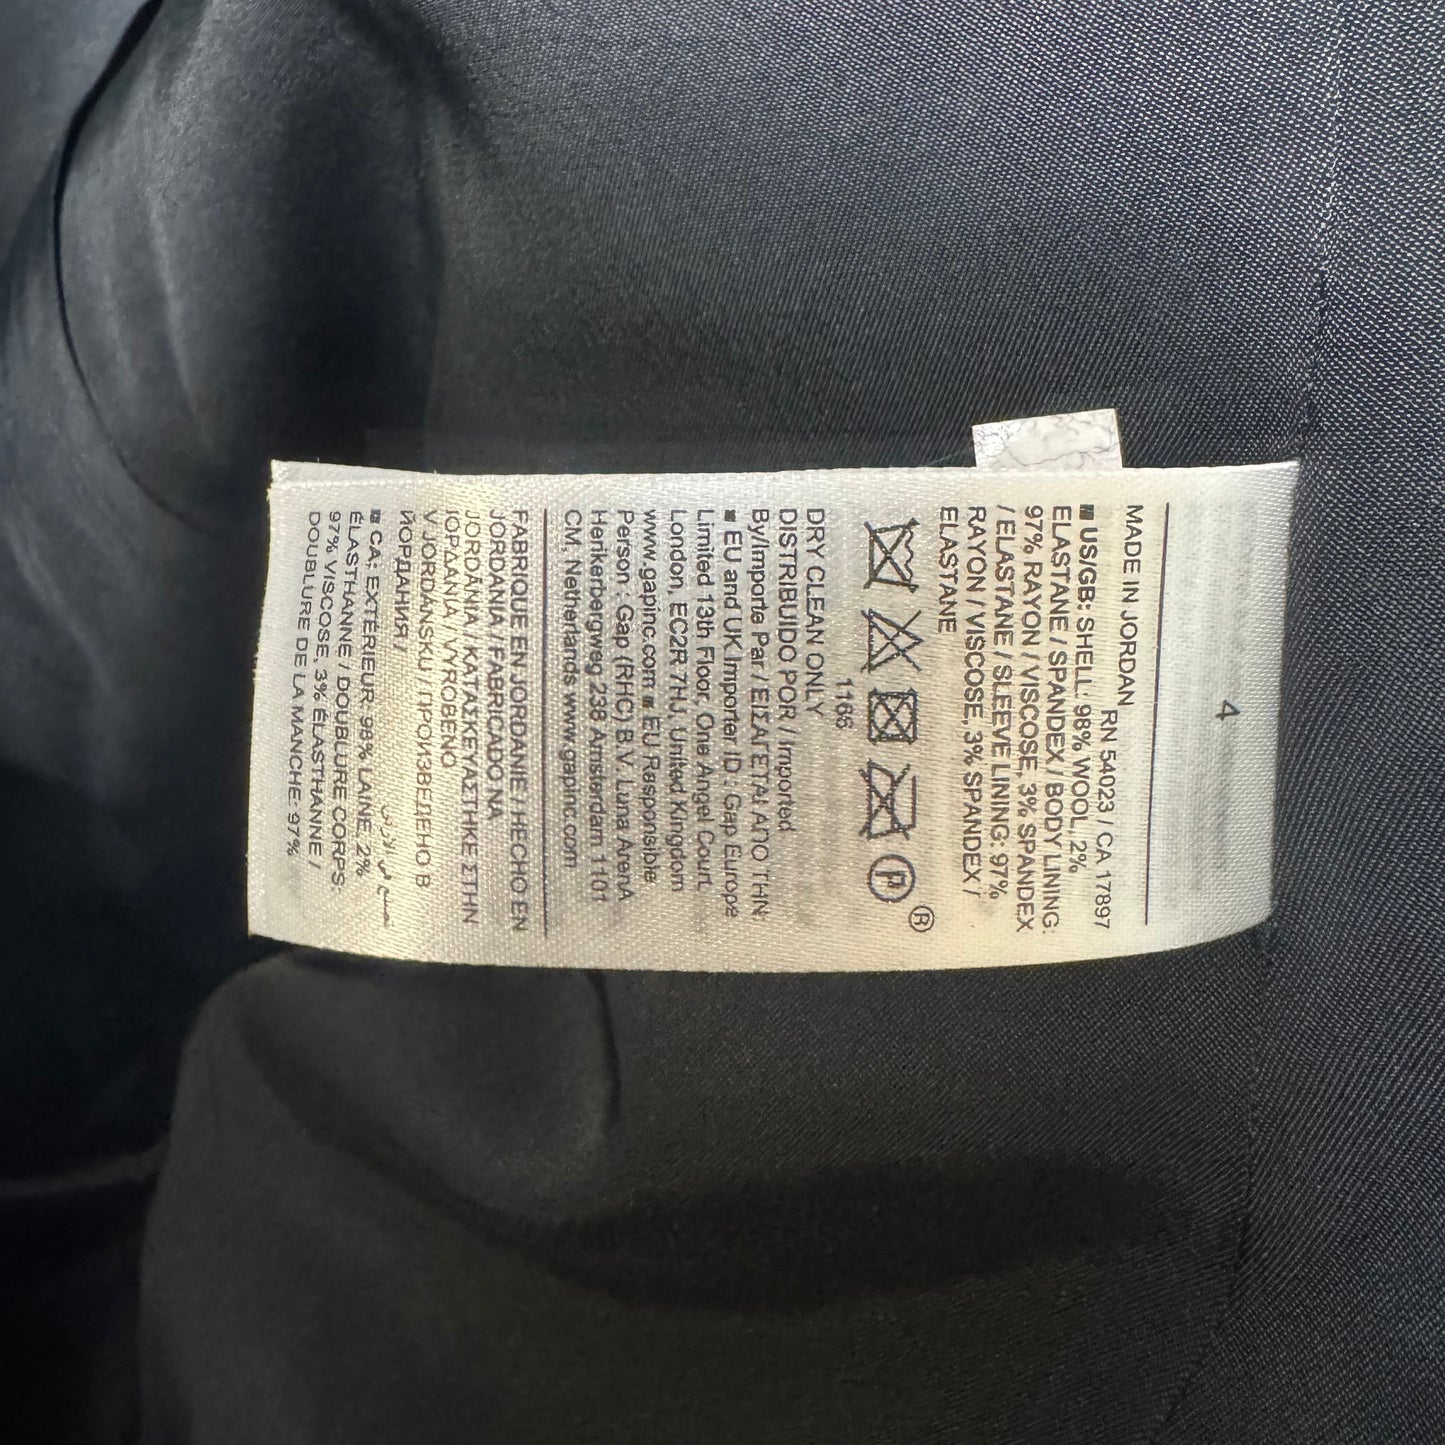 4
MADE IN JORDAN
RN 54023 / CA 17897
■ US/GB: SHELL: 98% WOOL, 2%
ELASTANE / SPANDEX / BODY LINING:
97% RAYON / VISCOSE, 3% SPANDEX
/ ELASTANE / SLEEVE LINING: 97%
RAYON / VISCOSE, 3% SPANDEX /
ELASTANE
P
®
1166
DRY CLEAN ONLY
DISTRIBUIDO POR / Imported
By/Importe Par / ΕΙΣΑΓΕΤΑΙ ΑΠΟ ΤΗΝ:
■ EU and UK Importer ID. Gap Europe
Limited 13th Floor, One Angel Court,
London, EC2R 7HJ, United Kingdom
www.gapinc.com ■ EU Responsible
Person : Gap (RHC) B.V. Luna ArenA
Herikerbergweg 238 Amsterdam 1101
CM, Netherlands www.gapinc.com
FABRIQUE EN JORDANIE / HECHO EN
JORDANIA / FABRICADO NA
JORDÂNIA / ΚΑΤΑΣΚΕΥΑΣΤΗΚΕ ΣΤΗΝ
ΙΟΡΔΑΝΙΑ / VYROBENO
V JORDÁNSKU / ПРОИЗВЕДЕНО В
ЙОРДАНИЯ /
صنع في الأردن
■ CA: EXTÉRIEUR: 98% LAINE, 2%
ÉLASTHANNE / DOUBLURE CORPS:
97% VISCOSE, 3% ÉLASTHANNE /
DOUBLURE DE LA MANCHE: 97%